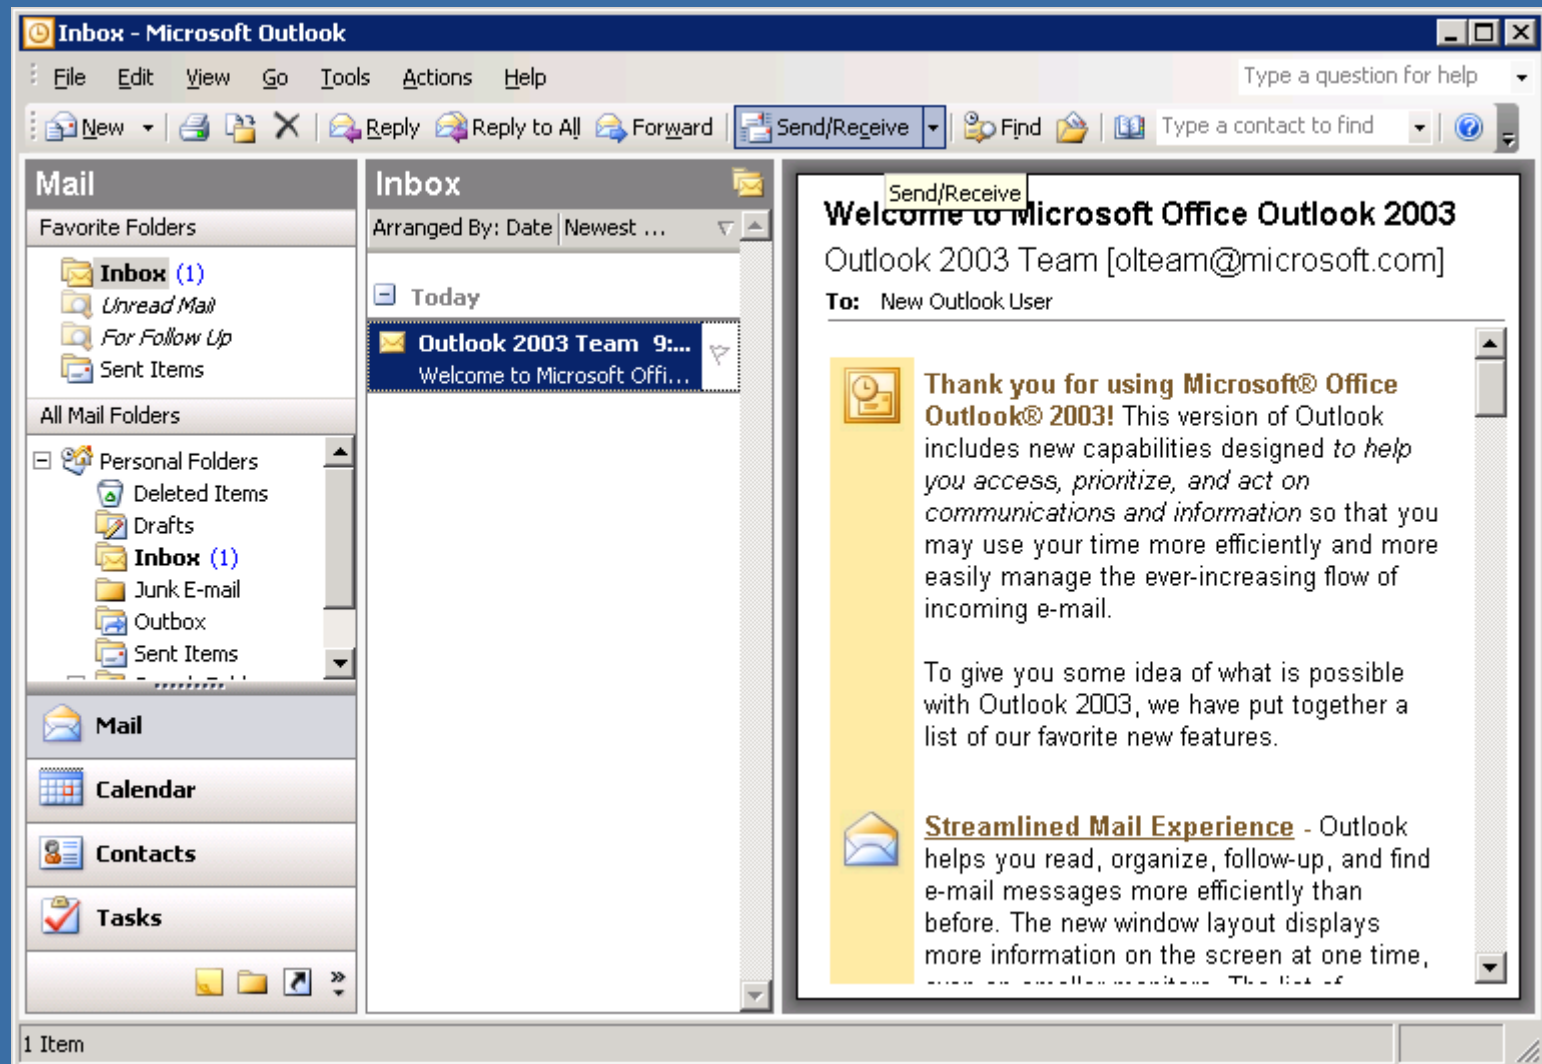 Inbox - Microsoft Outlook
File Edit View Go Tools Actions Help Type a question for help
New Reply Reply to All Forward Send/Receive Find Type a contact to find
Send/Receive
Mail
Favorite Folders
Inbox (1)
Unread Mail
For Follow Up
Sent Items
All Mail Folders
Personal Folders
Deleted Items
Drafts
Inbox (1)
Junk E-mail
Outbox
Sent Items
Mail
Calendar
Contacts
Tasks
Inbox
Arranged By: Date Newest ...
Today
Outlook 2003 Team 9:...
Welcome to Microsoft Offi...
Welcome to Microsoft Office Outlook 2003
Outlook 2003 Team [olteam@microsoft.com]
To: New Outlook User
Thank you for using Microsoft® Office
Outlook® 2003! This version of Outlook
includes new capabilities designed to help
you access, prioritize, and act on
communications and information so that you
may use your time more efficiently and more
easily manage the ever-increasing flow of
incoming e-mail.
To give you some idea of what is possible
with Outlook 2003, we have put together a
list of our favorite new features.
Streamlined Mail Experience - Outlook
helps you read, organize, follow-up, and find
e-mail messages more efficiently than
before. The new window layout displays
more information on the screen at one time,
even on smaller monitors. The list of
1 Item